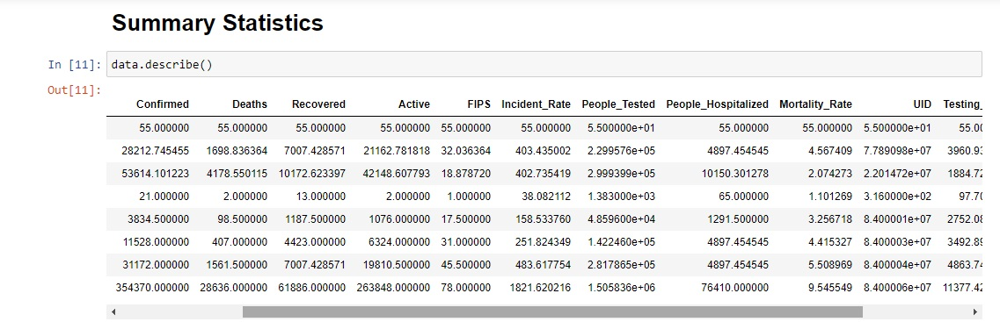 Summary Statistics
In [11]: data.describe()
Out[11]:
Confirmed Deaths Recovered Active FIPS Incident_Rate People_Tested People_Hospitalized Mortality_Rate UID Testing_
55.000000 55.000000 55.000000 55.000000 55.000000 55.000000 5.500000e+01 55.000000 55.000000 5.500000e+01 55.00
28212.745455 1698.836364 7007.428571 21162.781818 32.036364 403.435002 2.299576e+05 4897.454545 4.567409 7.789098e+07 3960.93
53614.101223 4178.550115 10172.623397 42148.607793 18.878720 402.735419 2.999399e+05 10150.301278 2.074273 2.201472e+07 1884.72
21.000000 2.000000 13.000000 2.000000 1.000000 38.082112 1.383000e+03 65.000000 1.101269 3.160000e+02 97.70
3834.500000 98.500000 1187.500000 1076.000000 17.500000 158.533760 4.859600e+04 1291.500000 3.256718 8.400001e+07 2752.08
11528.000000 407.000000 4423.000000 6324.000000 31.000000 251.824349 1.422460e+05 4897.454545 4.415327 8.400003e+07 3492.89
31172.000000 1561.500000 7007.428571 19810.500000 45.500000 483.617754 2.817865e+05 4897.454545 5.508969 8.400004e+07 4863.74
354370.000000 28636.000000 61886.000000 263848.000000 78.000000 1821.620216 1.505836e+06 76410.000000 9.545549 8.400006e+07 11377.42